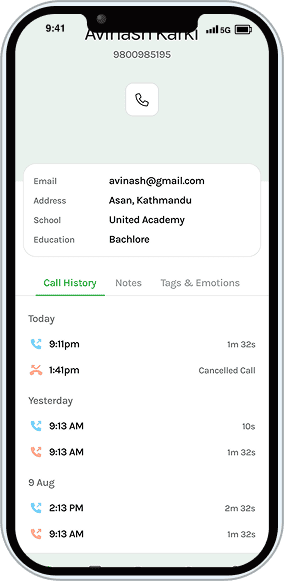 9:41 5G
Avinash Karki
9800985195
Email avinash@gmail.com
Address Asan, Kathmandu
School United Academy
Education Bachlore
Call History Notes Tags & Emotions
Today
9:11pm 1m 32s
1:41pm Cancelled Call
Yesterday
9:13 AM 10s
9:13 AM 1m 32s
9 Aug
2:13 PM 2m 32s
9:13 AM 1m 32s